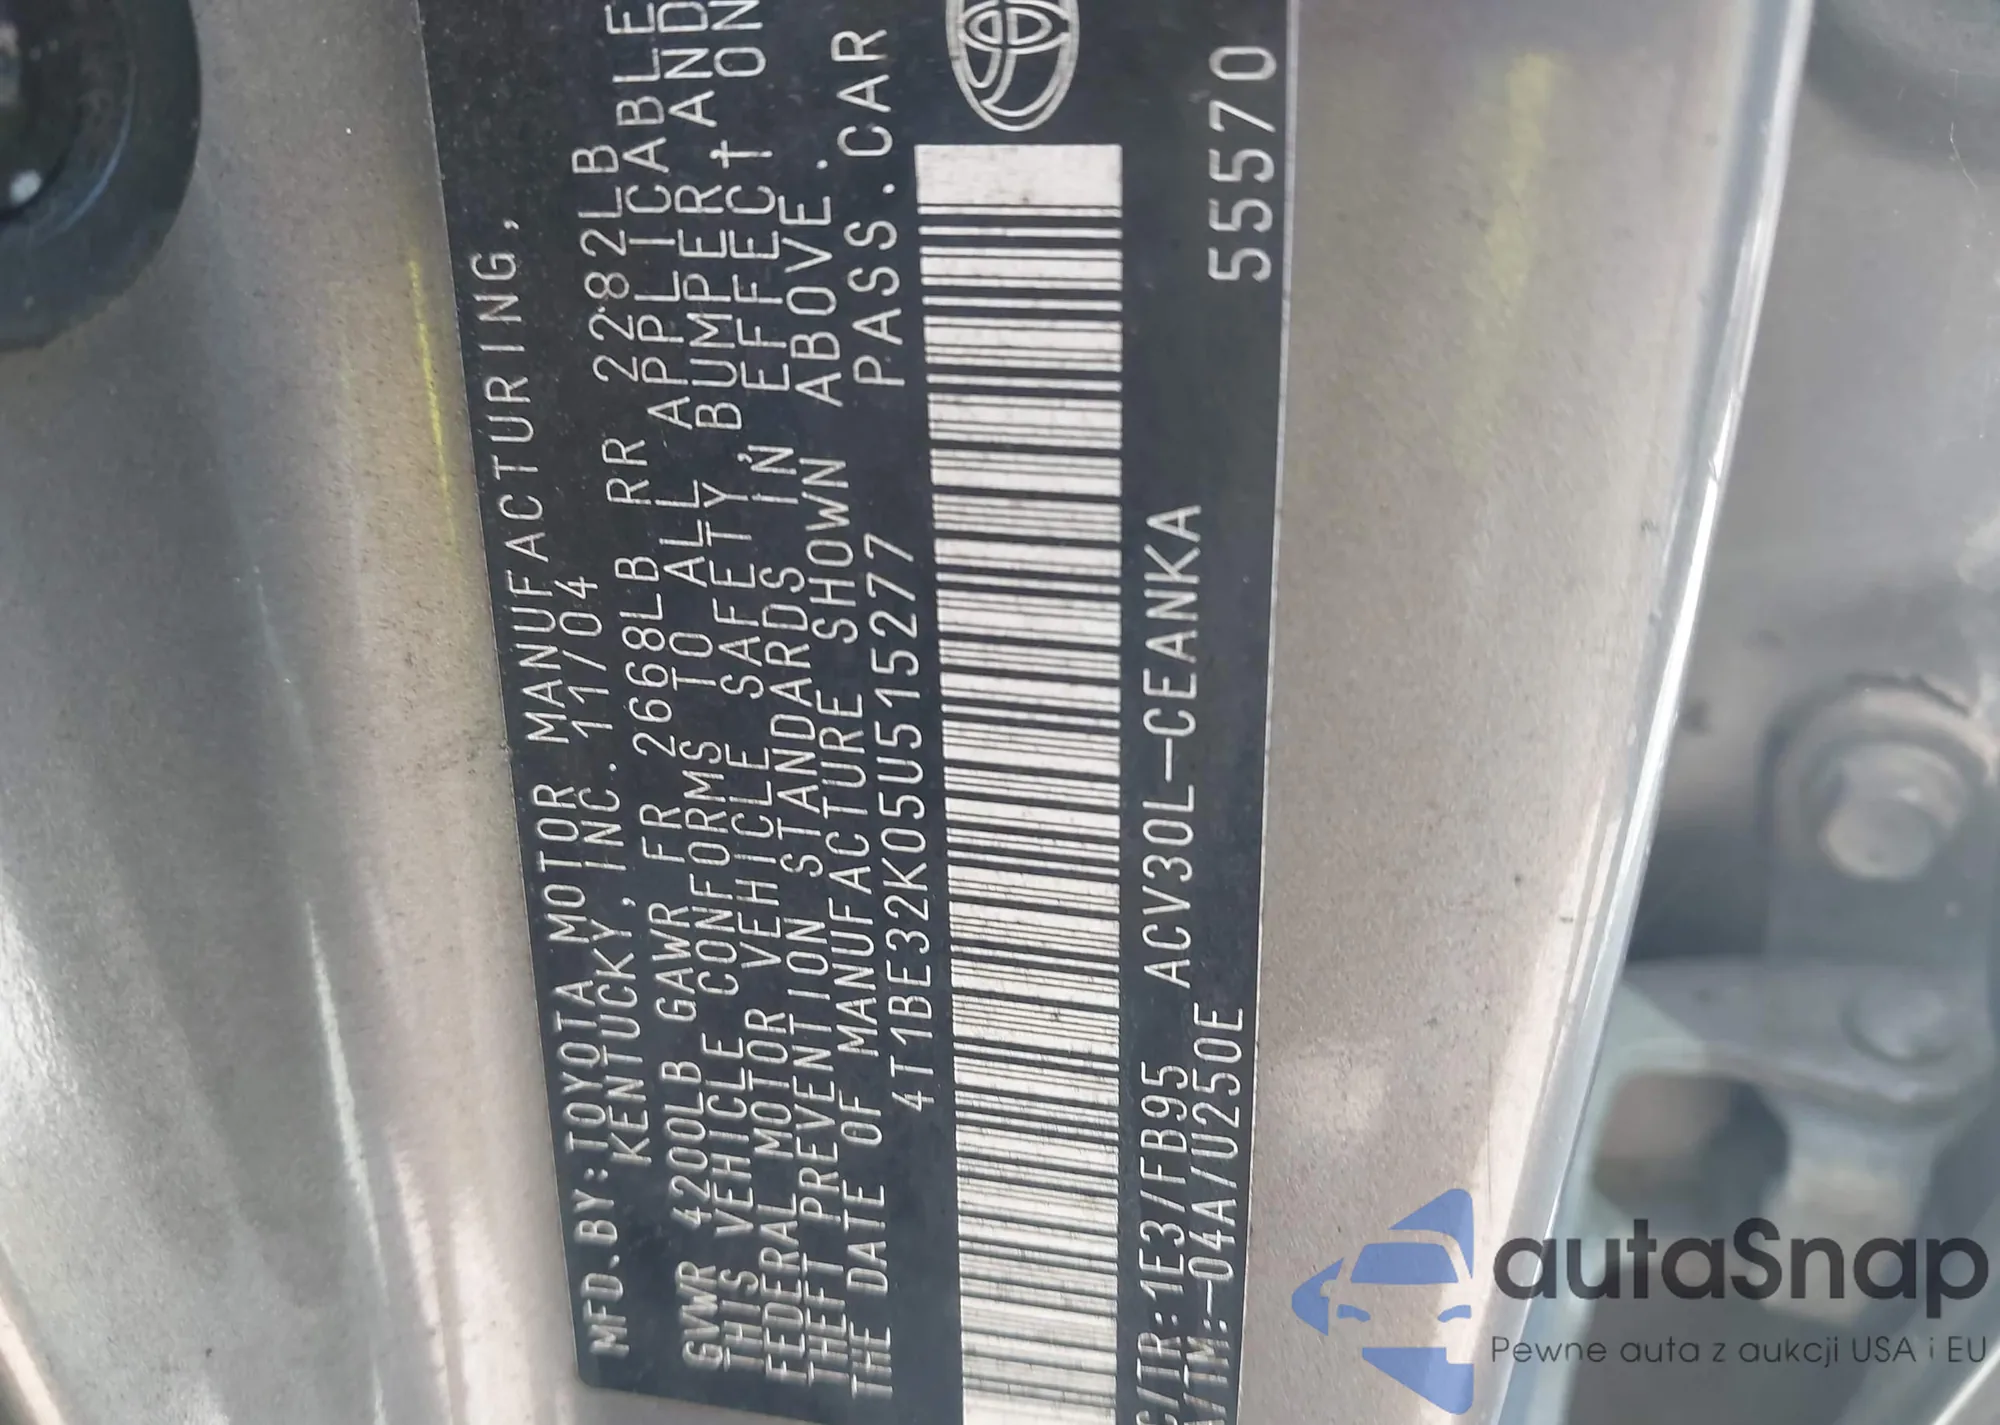 MFD.BY:TOYOTA MOTOR MANUFACTURING,
KENTUCKY, INC. 11/04
GVWR 4200LB GAWR FR 2668LB RR 2282LB
THIS VEHICLE CONFORMS TO ALL APPLICABLE
FEDERAL MOTOR VEHICLE SAFETY, BUMPER AND
THEFT PREVENTION STANDARDS IN EFFECT ON
THE DATE OF MANUFACTURE SHOWN ABOVE.
4T1BE32K05U515277 PASS.CAR
C/TR:1E3/FB95 ACV30L-CEANKA 55570
A/TM:-04A/U250E
autaSnap
Pewne auta z aukcji USA i EU